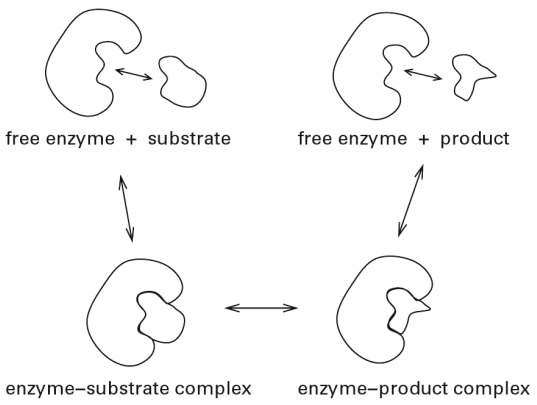 free enzyme + substrate
free enzyme + product
enzyme–substrate complex
enzyme–product complex